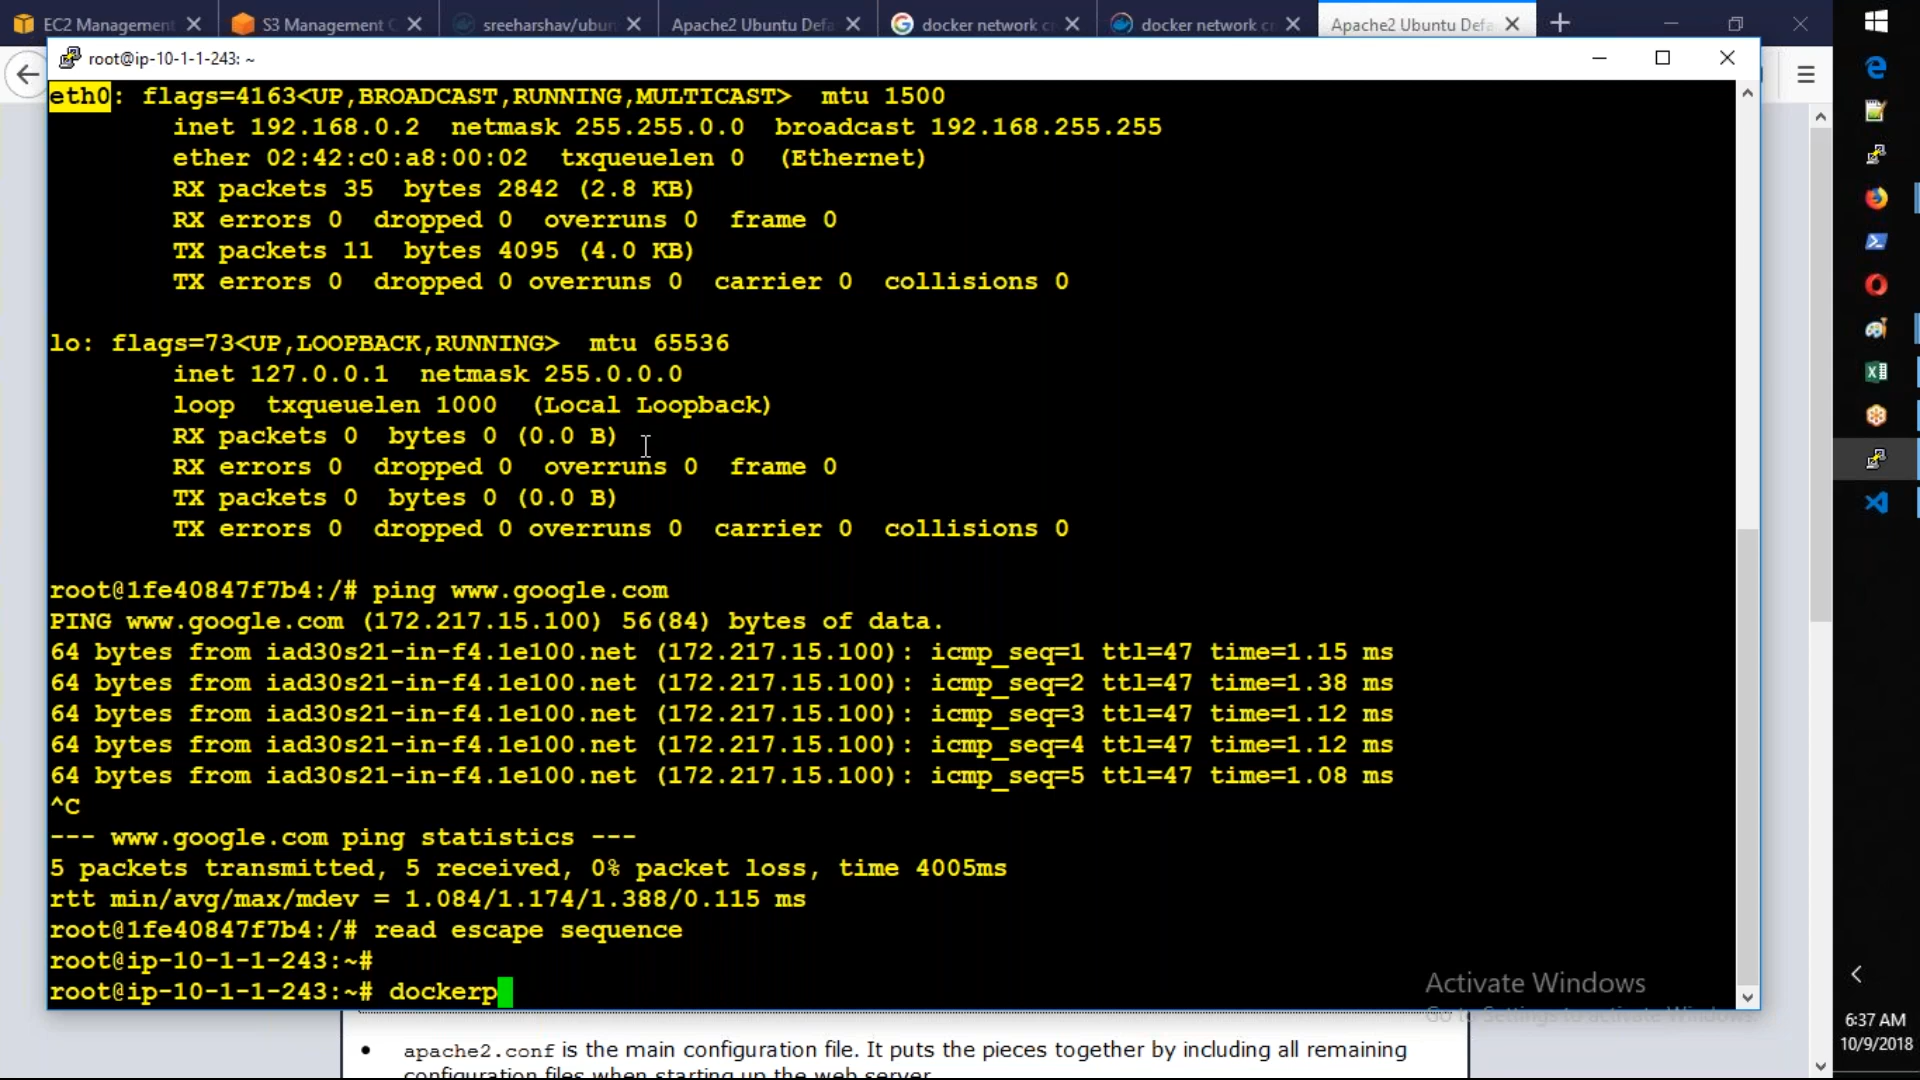 EC2 Management
S3 Management C
sreeharshav/ubun
Apache2 Ubuntu Defa
docker network cr
docker network cr
Apache2 Ubuntu Defa
root@ip-10-1-1-243: ~
eth0: flags=4163<UP,BROADCAST,RUNNING,MULTICAST>  mtu 1500
inet 192.168.0.2  netmask 255.255.0.0  broadcast 192.168.255.255
ether 02:42:c0:a8:00:02  txqueuelen 0  (Ethernet)
RX packets 35  bytes 2842 (2.8 KB)
RX errors 0  dropped 0  overruns 0  frame 0
TX packets 11  bytes 4095 (4.0 KB)
TX errors 0  dropped 0 overruns 0  carrier 0  collisions 0
lo: flags=73<UP,LOOPBACK,RUNNING>  mtu 65536
inet 127.0.0.1  netmask 255.0.0.0
loop  txqueuelen 1000  (Local Loopback)
RX packets 0  bytes 0 (0.0 B)
RX errors 0  dropped 0  overruns 0  frame 0
TX packets 0  bytes 0 (0.0 B)
TX errors 0  dropped 0 overruns 0  carrier 0  collisions 0
root@1fe40847f7b4:/# ping www.google.com
PING www.google.com (172.217.15.100) 56(84) bytes of data.
64 bytes from iad30s21-in-f4.1e100.net (172.217.15.100): icmp_seq=1 ttl=47 time=1.15 ms
64 bytes from iad30s21-in-f4.1e100.net (172.217.15.100): icmp_seq=2 ttl=47 time=1.38 ms
64 bytes from iad30s21-in-f4.1e100.net (172.217.15.100): icmp_seq=3 ttl=47 time=1.12 ms
64 bytes from iad30s21-in-f4.1e100.net (172.217.15.100): icmp_seq=4 ttl=47 time=1.12 ms
64 bytes from iad30s21-in-f4.1e100.net (172.217.15.100): icmp_seq=5 ttl=47 time=1.08 ms
^C
--- www.google.com ping statistics ---
5 packets transmitted, 5 received, 0% packet loss, time 4005ms
rtt min/avg/max/mdev = 1.084/1.174/1.388/0.115 ms
root@1fe40847f7b4:/# read escape sequence
root@ip-10-1-1-243:~#
root@ip-10-1-1-243:~# dockerp
Activate Windows
Go to Settings to activate Windows.
• apache2.conf is the main configuration file. It puts the pieces together by including all remaining
configuration files when starting up the web server.
6:37 AM
10/9/2018